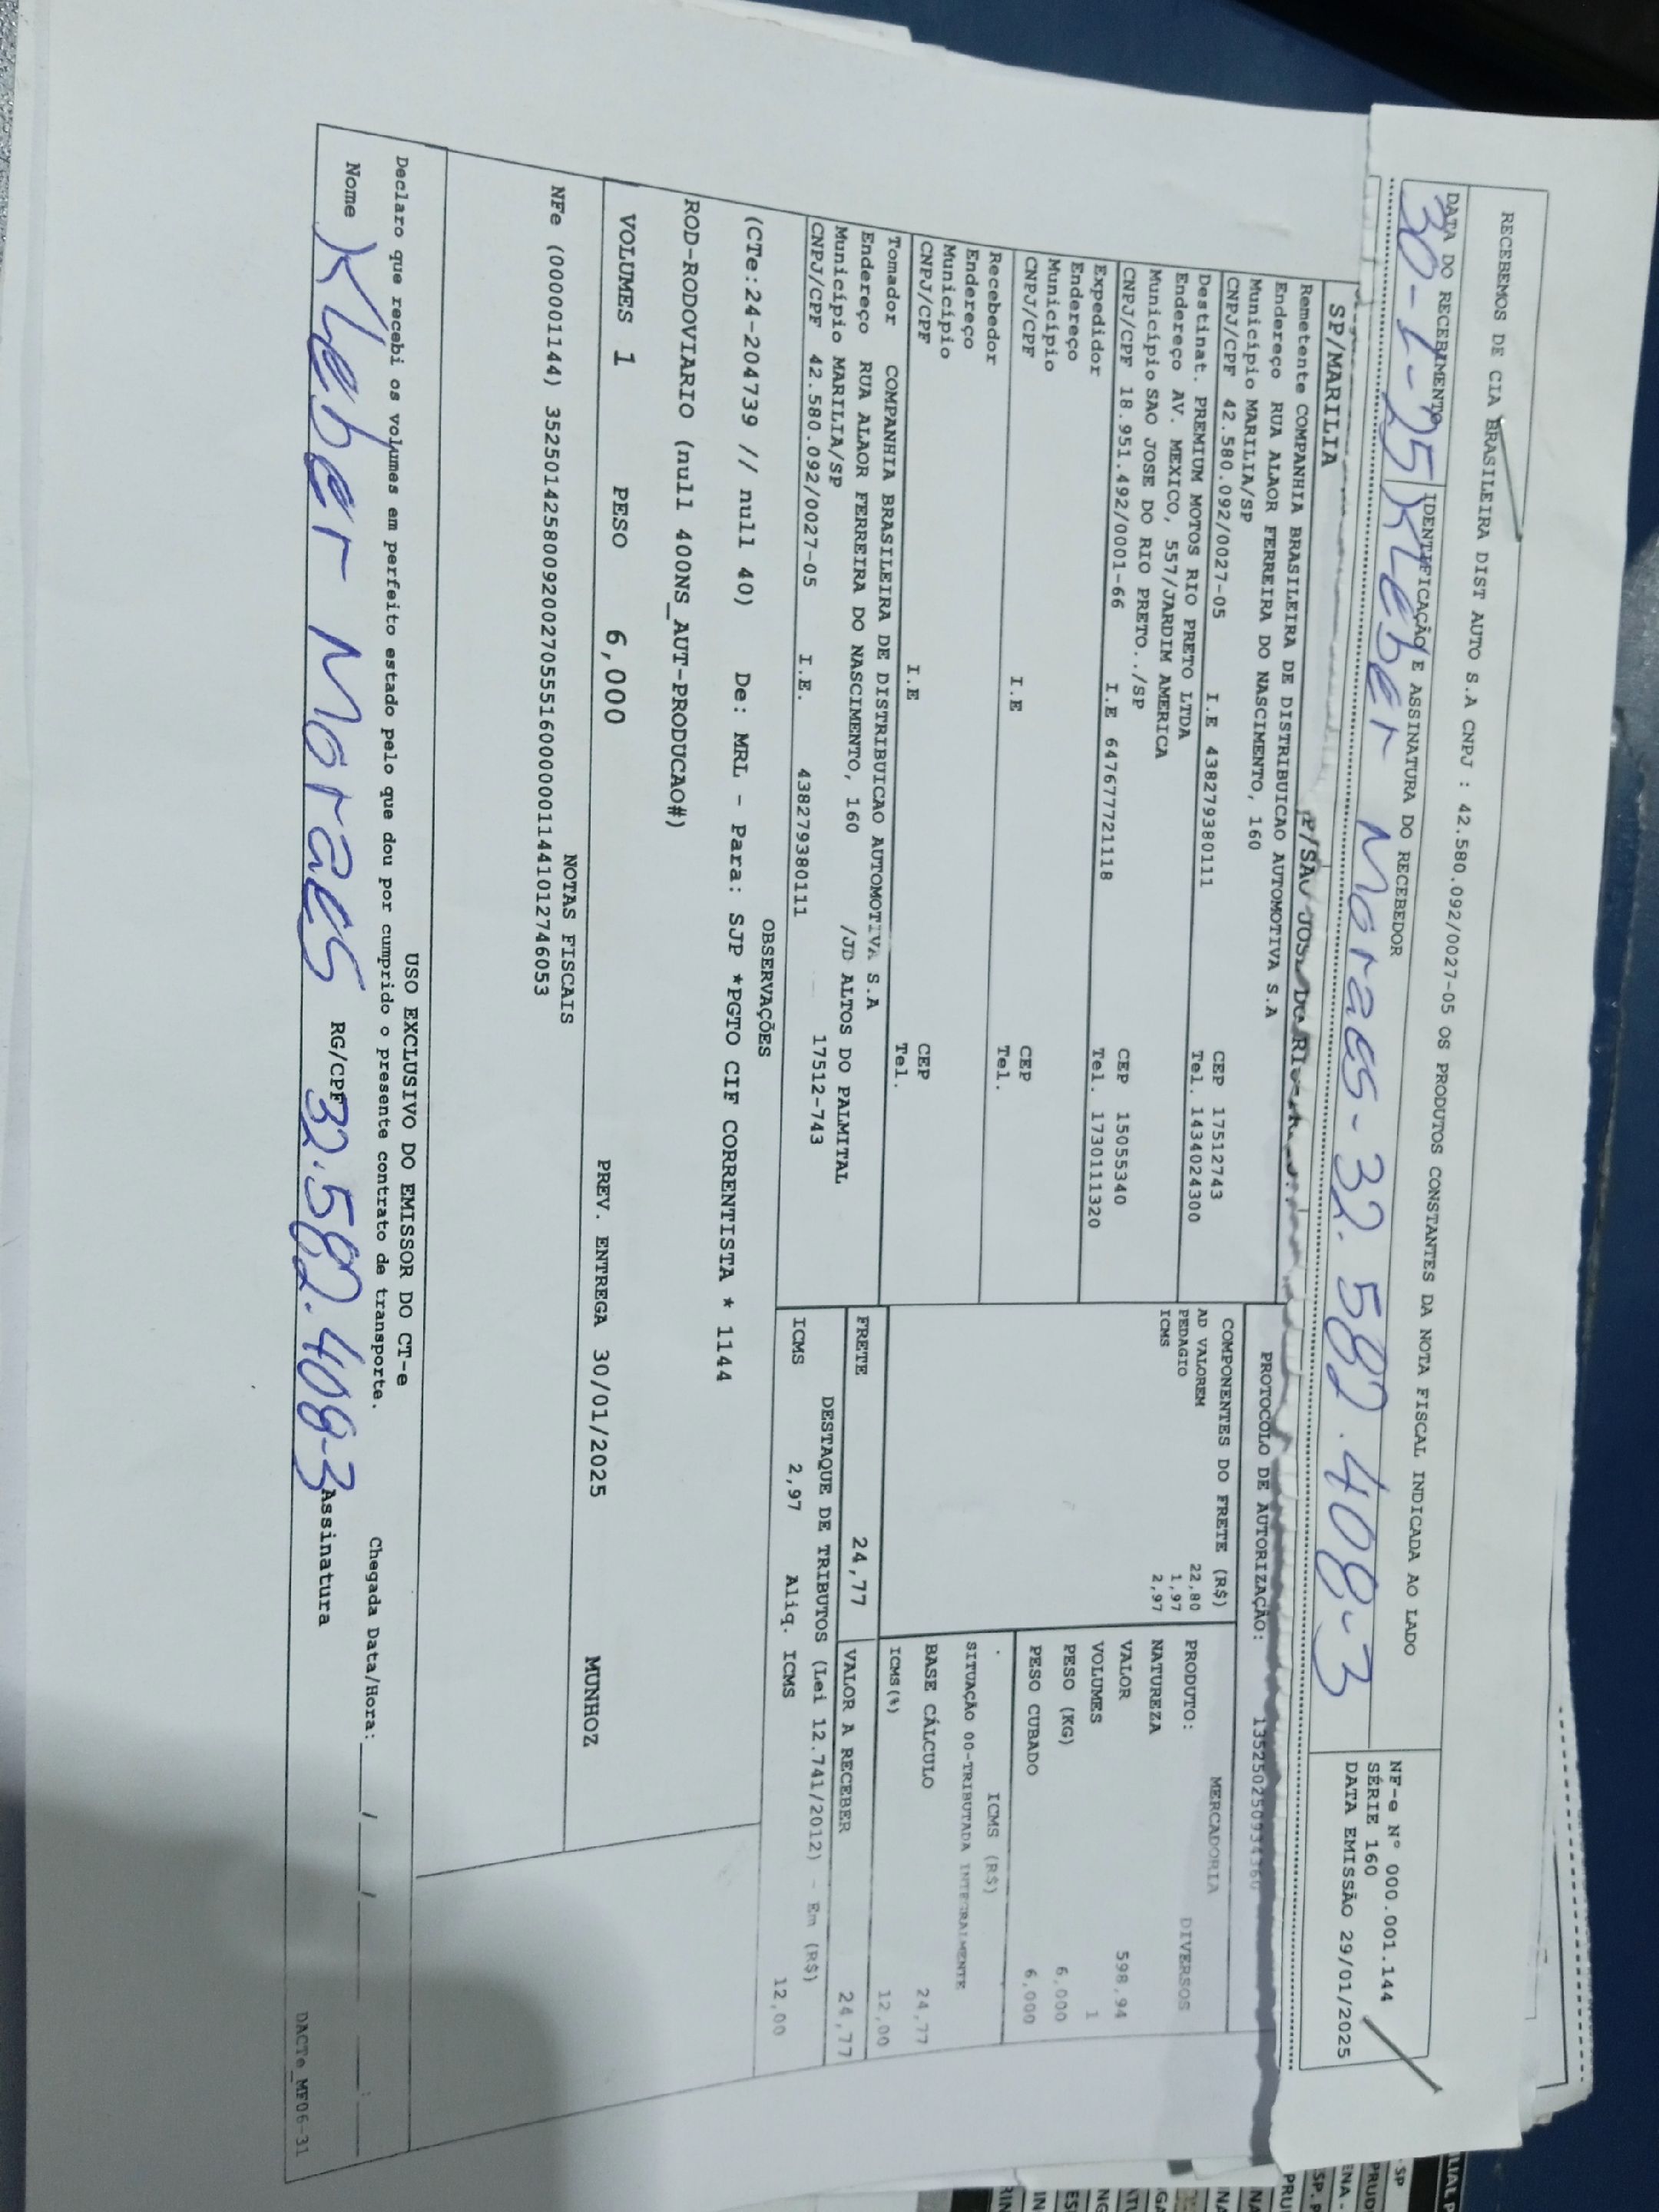 RECEBEMOS DE CIA BRASILEIRA DIST AUTO S.A CNPJ : 42.580.092/0027-05 OS PRODUTOS CONSTANTES DA NOTA FISCAL INDICADA AO LADO
DATA DO RECEBIMENTO
IDENTIFICAÇÃO E ASSINATURA DO RECEBEDOR
30-1-25 Kleber Moraes-32.582.408-3
NF-e Nº 000.001.144
SÉRIE 160
DATA EMISSÃO 29/01/2025
SP/MARILIA
PROTOCOLO DE AUTORIZAÇÃO:
Remetente COMPANHIA BRASILEIRA DE DISTRIBUICAO AUTOMOTIVA S.A
Endereço RUA ALAOR FERREIRA DO NASCIMENTO, 160
Município MARILIA/SP CEP 17512743
CNPJ/CPF 42.580.092/0027-05 I.E 438279380111 Tel. 1434024300
Destinat. PREMIUM MOTOS RIO PRETO LTDA
Endereço AV. MEXICO, 557/JARDIM AMERICA
Município SAO JOSE DO RIO PRETO../SP CEP 15055340
CNPJ/CPF 18.951.492/0001-66 I.E 647677721118 Tel. 1730111320
Expedidor
Endereço
Município CEP
CNPJ/CPF I.E Tel.
Recebedor
Endereço
Município CEP
CNPJ/CPF I.E Tel.
Tomador COMPANHIA BRASILEIRA DE DISTRIBUICAO AUTOMOTIVA S.A
Endereço RUA ALAOR FERREIRA DO NASCIMENTO, 160 /JD ALTOS DO PALMITAL
Município MARILIA/SP 17512-743
CNPJ/CPF 42.580.092/0027-05 I.E. 438279380111
COMPONENTES DO FRETE (R$)
AD VALOREM 22,80
PEDAGIO 1,97
ICMS 2,97
MERCADORIA
PRODUTO: DIVERSOS
NATUREZA
VALOR 598,94
VOLUMES 1
PESO (KG) 6,000
PESO CUBADO 6,000
ICMS (R$)
SITUAÇÃO 00-TRIBUTADA INTEGRALMENTE
BASE CÁLCULO 24,77
ICMS(%) 12,00
FRETE 24,77
VALOR A RECEBER 24,77
DESTAQUE DE TRIBUTOS (Lei 12.741/2012) - Em (R$)
ICMS 2,97 Aliq. ICMS 12,00
OBSERVAÇÕES
(CTe:24-204739 // null 40) De: MRL - Para: SJP *PGTO CIF CORRENTISTA * 1144
ROD-RODOVIARIO (null 400NS_AUT-PRODUCAO#)
VOLUMES 1 PESO 6,000 PREV. ENTREGA 30/01/2025 MUNHOZ
NOTAS FISCAIS
NFe (000001144) 35250142580092002705551600000011441012746053
USO EXCLUSIVO DO EMISSOR DO CT-e
Declaro que recebi os volumes em perfeito estado pelo que dou por cumprido o presente contrato de transporte. Chegada Data/Hora:____/____/____ ____:____
Nome Kleber Moraes RG/CPF 32.582.408-3 Assinatura
DACTe_MF06-31